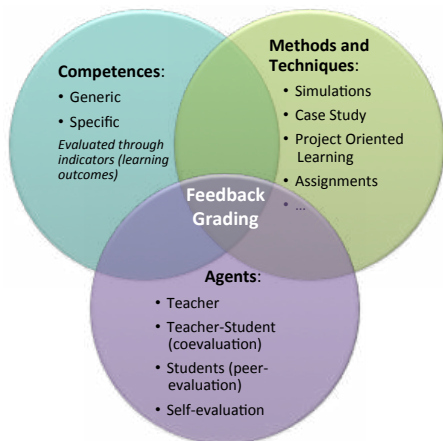 Competences:
• Generic
• Specific
Evaluated through
indicators (learning
outcomes)
Methods and
Techniques:
• Simulations
• Case Study
• Project Oriented
Learning
• Assignments
• ...
Feedback
Grading
Agents:
• Teacher
• Teacher-Student
(coevaluation)
• Students (peer-
evaluation)
• Self-evaluation